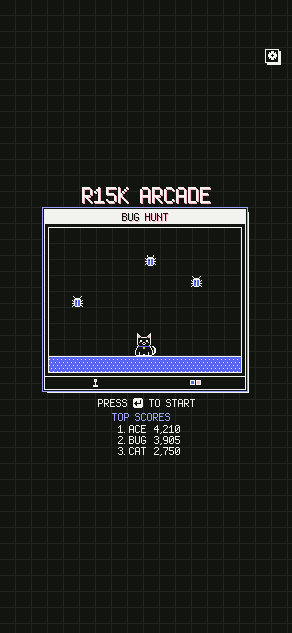 R15K ARCADE
BUG HUNT
PRESS ↵ TO START
TOP SCORES
1. ACE 4,210
2. BUG 3,905
3. CAT 2,750